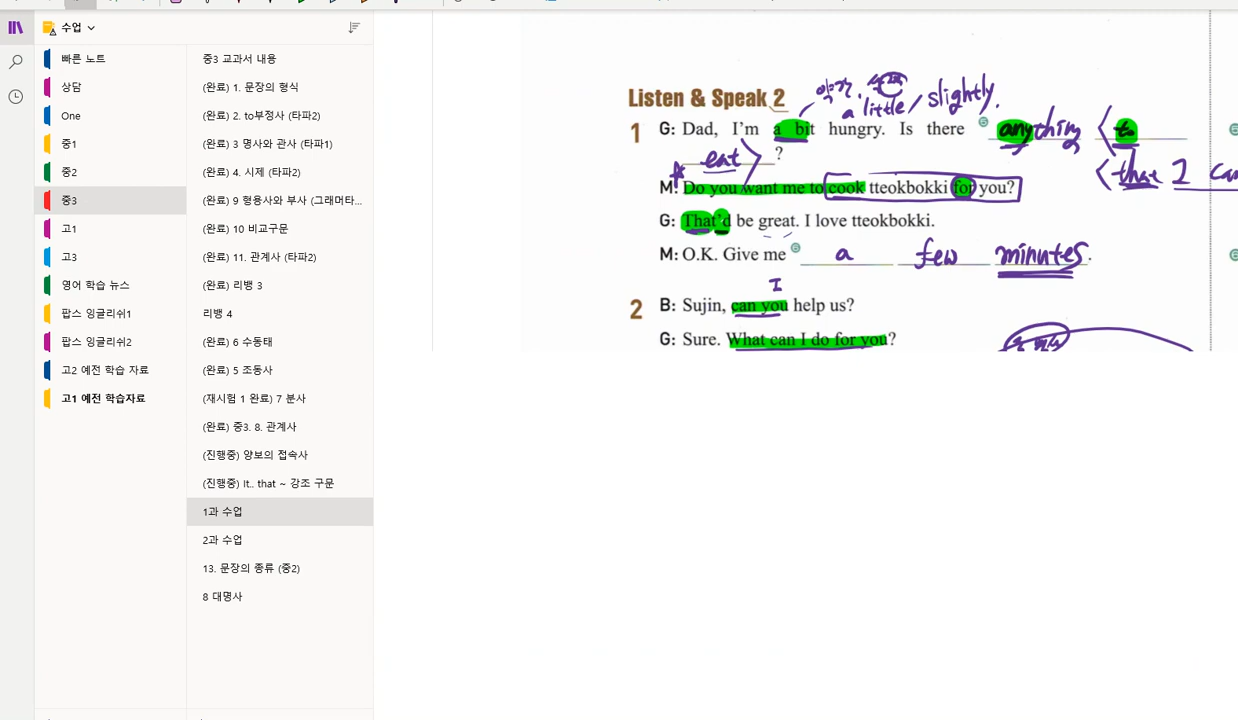 수업
빠른 노트
상담
One
중1
중2
중3
고1
고3
영어 학습 뉴스
팝스 잉글리쉬1
팝스 잉글리쉬2
고2 예전 학습 자료
고1 예전 학습자료
중3 교과서 내용
(완료) 1. 문장의 형식
(완료) 2. to부정사 (타파2)
(완료) 3 명사와 관사 (타파1)
(완료) 4. 시제 (타파2)
(완료) 9 형용사와 부사 (그래머타...
(완료) 10 비교구문
(완료) 11. 관계사 (타파2)
(완료) 리뱅 3
리뱅 4
(완료) 6 수동태
(완료) 5 조동사
(재시험 1 완료) 7 분사
(완료) 중3. 8. 관계사
(진행중) 양보의 접속사
(진행중) It.. that ~ 강조 구문
1과 수업
2과 수업
13. 문장의 종류 (중2)
8 대명사
Listen & Speak 2
a little / slightly.
1 G: Dad, I'm a bit hungry. Is there anything to
eat ?
that I can
M: Do you want me to cook tteokbokki for you?
G: That'd be great. I love tteokbokki.
M: O.K. Give me a few minutes.
I
2 B: Sujin, can you help us?
G: Sure. What can I do for you?